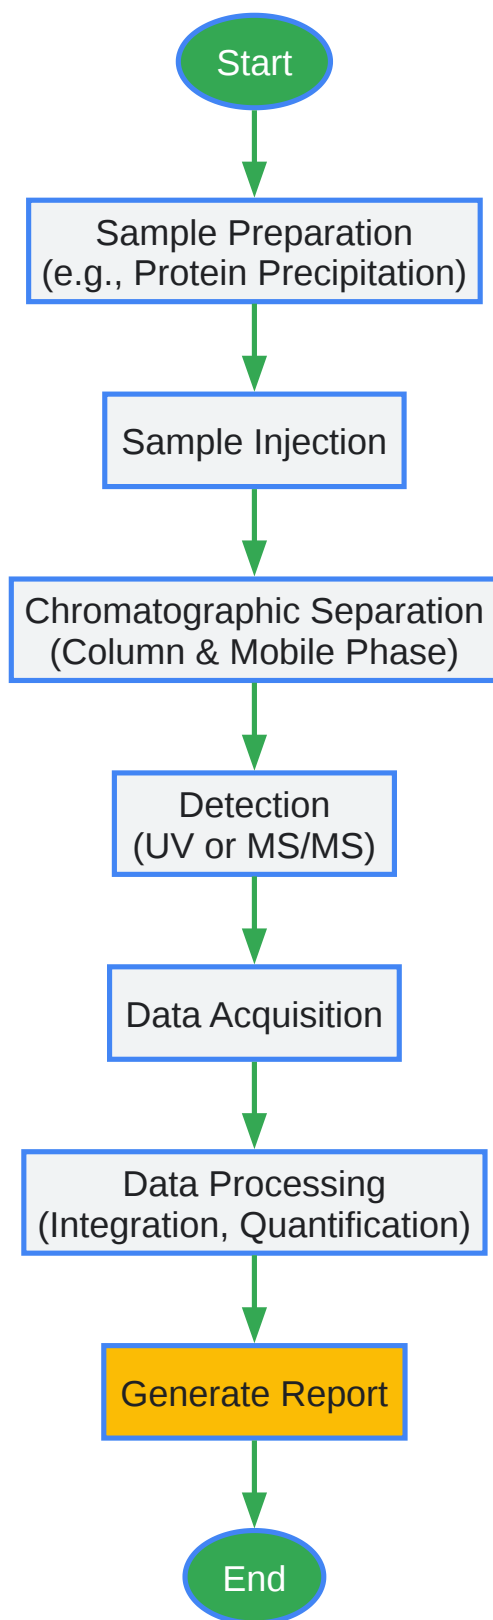 Start
Sample Preparation
(e.g., Protein Precipitation)
Sample Injection
Chromatographic Separation
(Column & Mobile Phase)
Detection
(UV or MS/MS)
Data Acquisition
Data Processing
(Integration, Quantification)
Generate Report
End